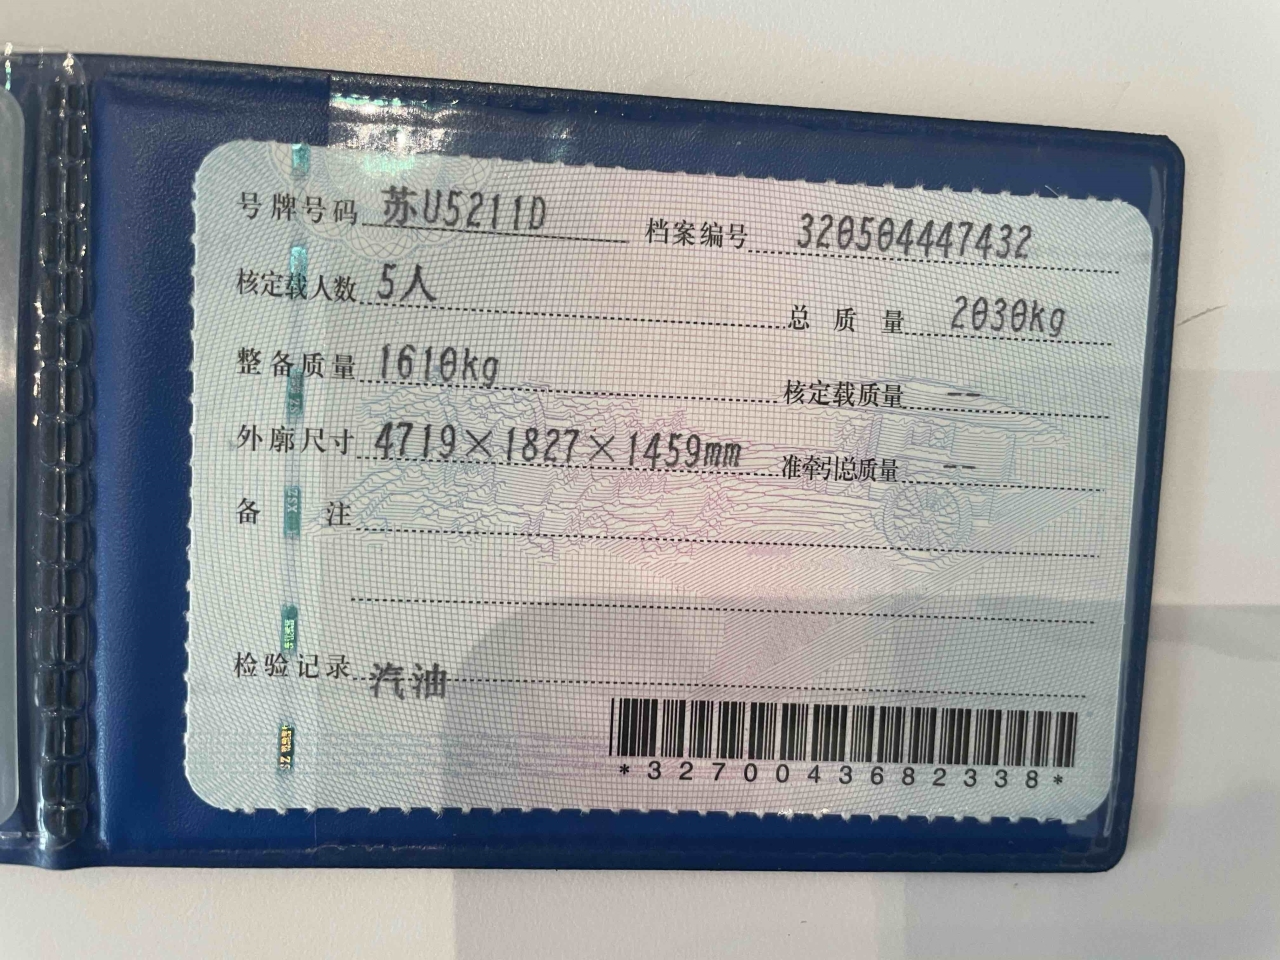 号牌号码 苏U5211D 档案编号 320504447432
核定载人数 5人 总质量 2030kg
整备质量 1610kg 核定载质量 --
外廓尺寸 4719×1827×1459mm 准牵引总质量 --
备注
检验记录 汽油
*3270043682338*